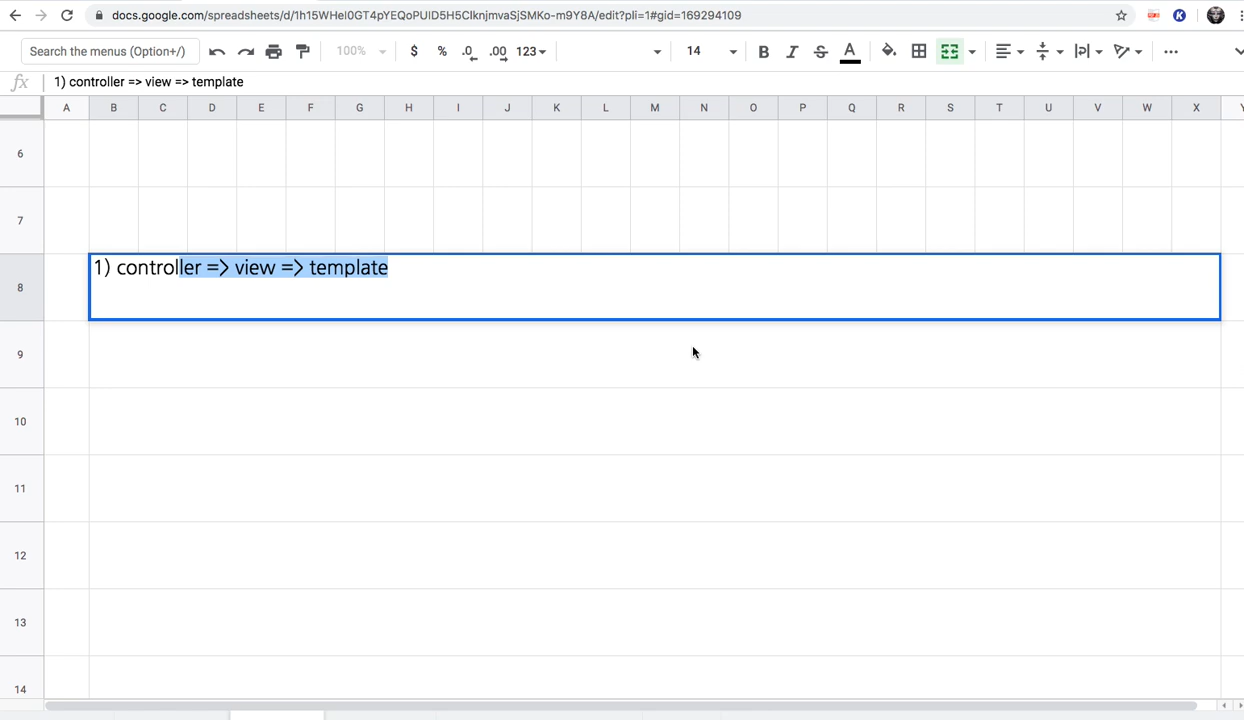 docs.google.com/spreadsheets/d/1h15WHeI0GT4pYEQoPUID5H5CIknjmvaSjSMKo-m9Y8A/edit?pli=1#gid=169294109
Search the menus (Option+/) 100% $ % .0 .00 123 14 B I S A
fx 1) controller => view => template
A B C D E F G H I J K L M N O P Q R S T U V W X Y
6
7
8 1) controller => view => template
9
10
11
12
13
14